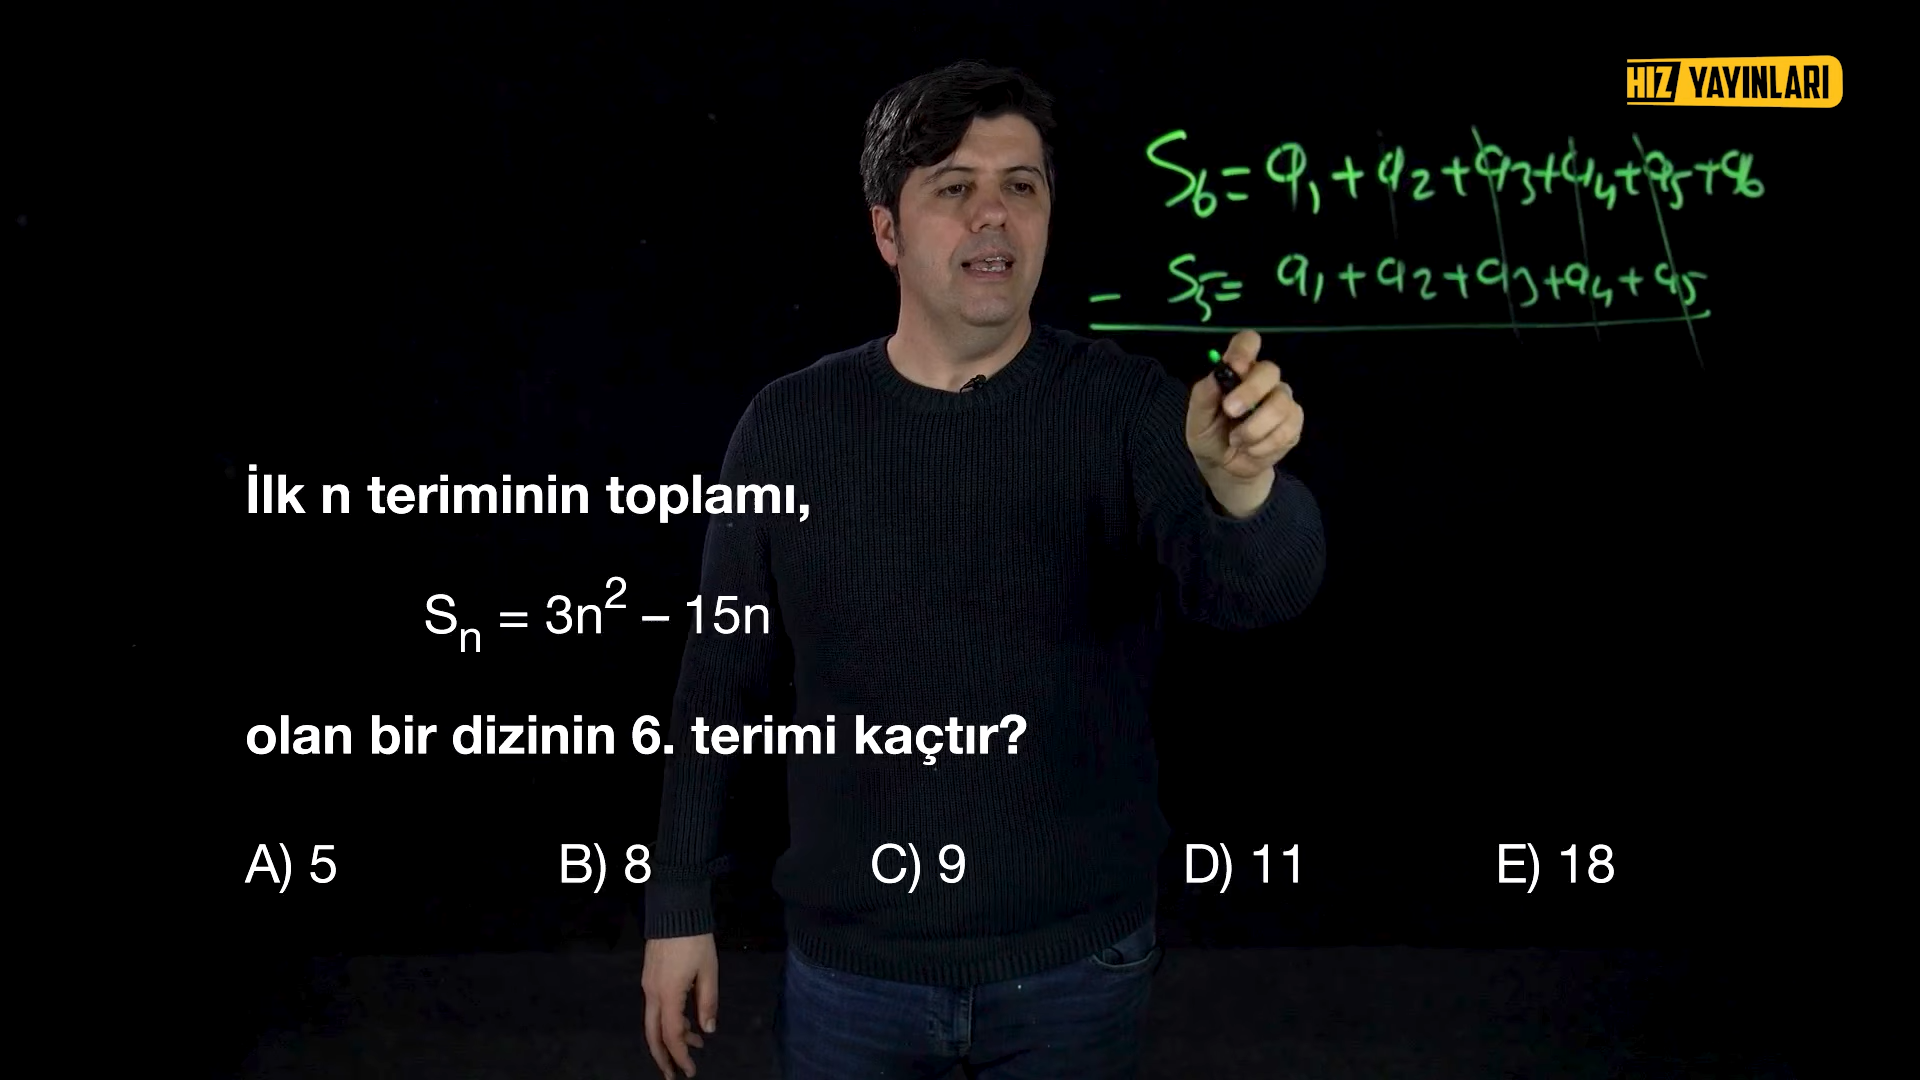 HIZ YAYINLARI
S₆ = a₁ + a₂ + a₃ + a₄ + a₅ + a₆
– S₅ = a₁ + a₂ + a₃ + a₄ + a₅
İlk n teriminin toplamı,
Sₙ = 3n² – 15n
olan bir dizinin 6. terimi kaçtır?
A) 5 B) 8 C) 9 D) 11 E) 18